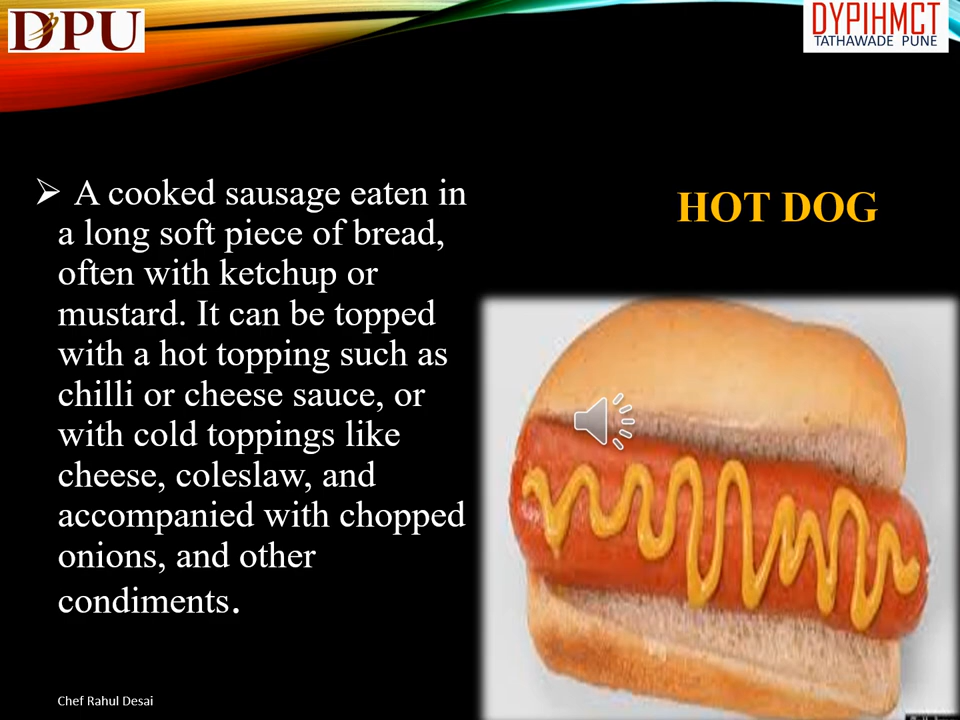 DPU
DYPIHMCT
TATHAWADE PUNE
HOT DOG
➢ A cooked sausage eaten in
a long soft piece of bread,
often with ketchup or
mustard. It can be topped
with a hot topping such as
chilli or cheese sauce, or
with cold toppings like
cheese, coleslaw, and
accompanied with chopped
onions, and other
condiments.
Chef Rahul Desai